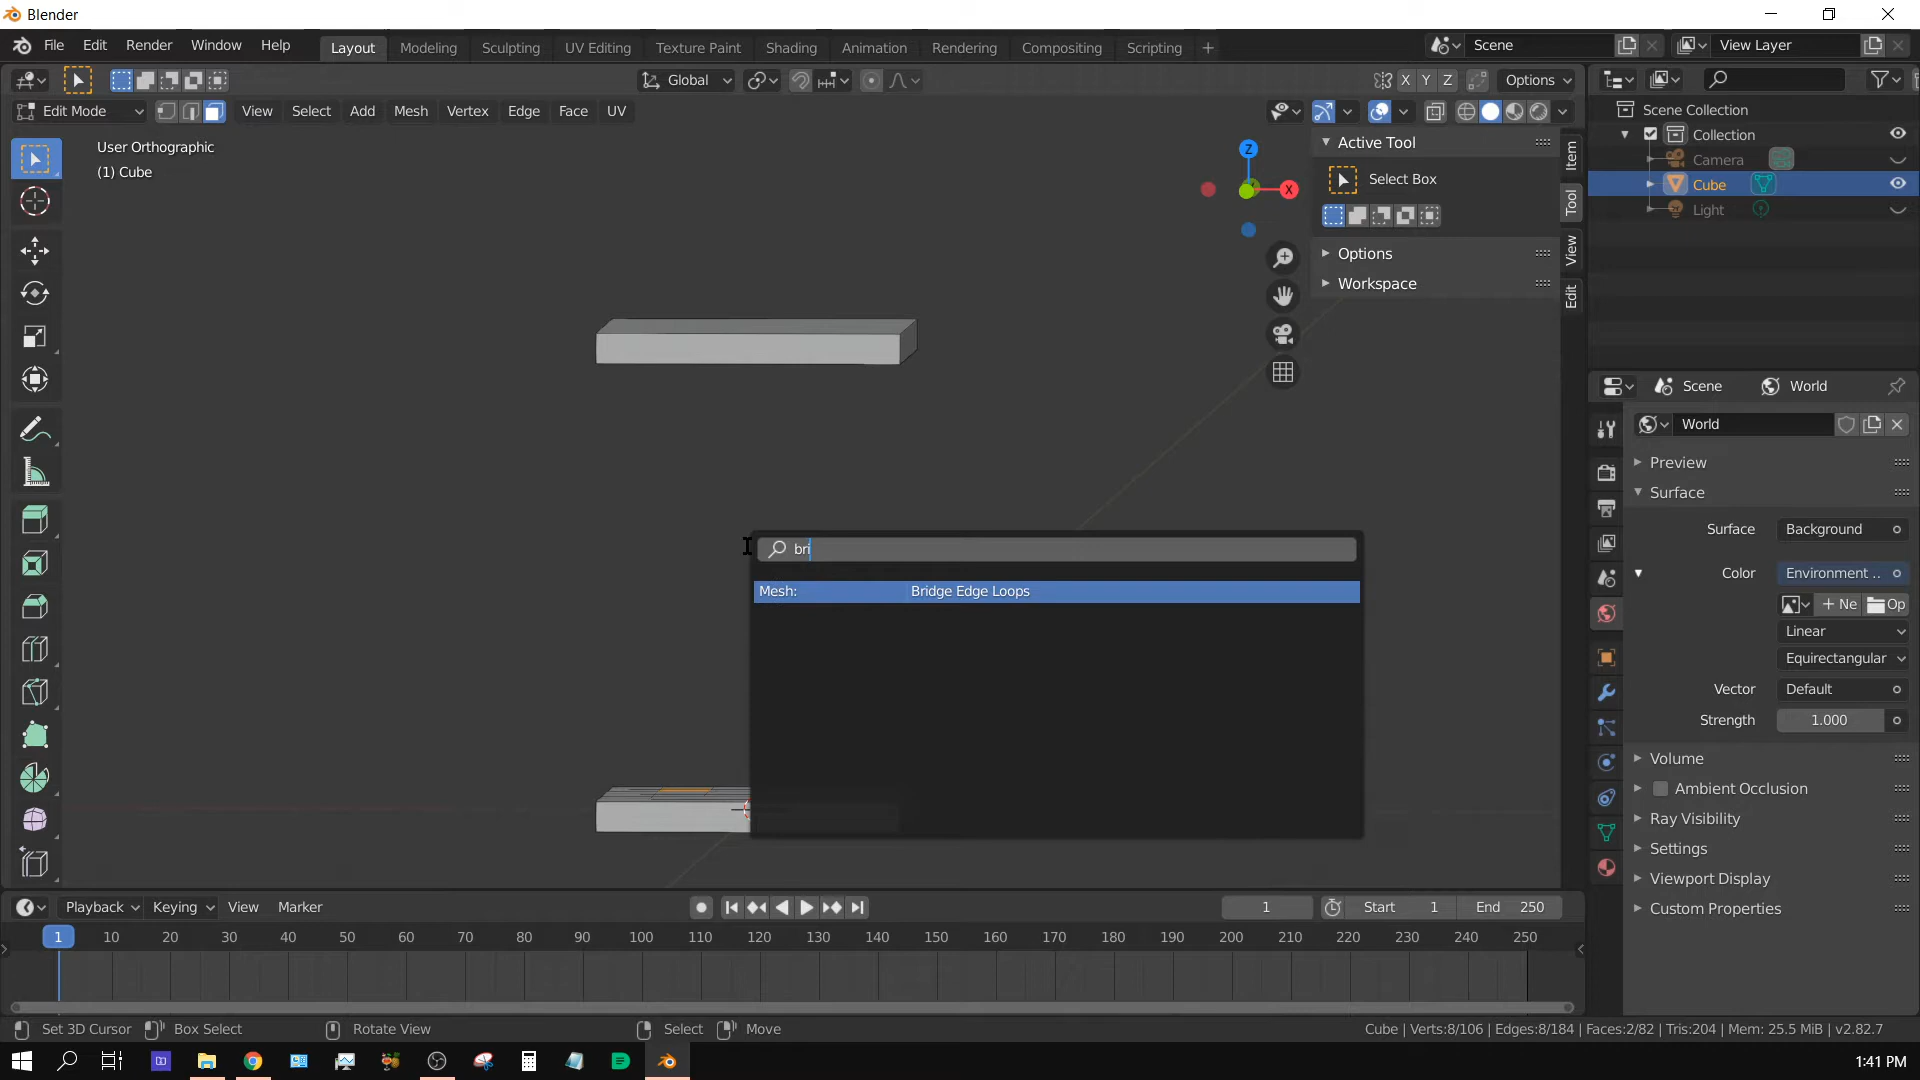 Blender
File Edit Render Window Help
Layout Modeling Sculpting UV Editing Texture Paint Shading Animation Rendering Compositing Scripting +
Scene
View Layer
Global
X Y Z
Options
Edit Mode
View Select Add Mesh Vertex Edge Face UV
User Orthographic
(1) Cube
Z
X
Active Tool
Select Box
Options
Workspace
Item
Tool
View
Edit
Scene Collection
Collection
Camera
Cube
Light
bri
Mesh: Bridge Edge Loops
Scene World
World
Preview
Surface
Surface Background
Color Environment ..
Ne Op
Linear
Equirectangular
Vector Default
Strength 1.000
Volume
Ambient Occlusion
Ray Visibility
Settings
Viewport Display
Custom Properties
Playback Keying View Marker
1
Start 1
End 250
1 10 20 30 40 50 60 70 80 90 100 110 120 130 140 150 160 170 180 190 200 210 220 230 240 250
Set 3D Cursor Box Select Rotate View Select Move
Cube | Verts:8/106 | Edges:8/184 | Faces:2/82 | Tris:204 | Mem: 25.5 MiB | v2.82.7
1:41 PM